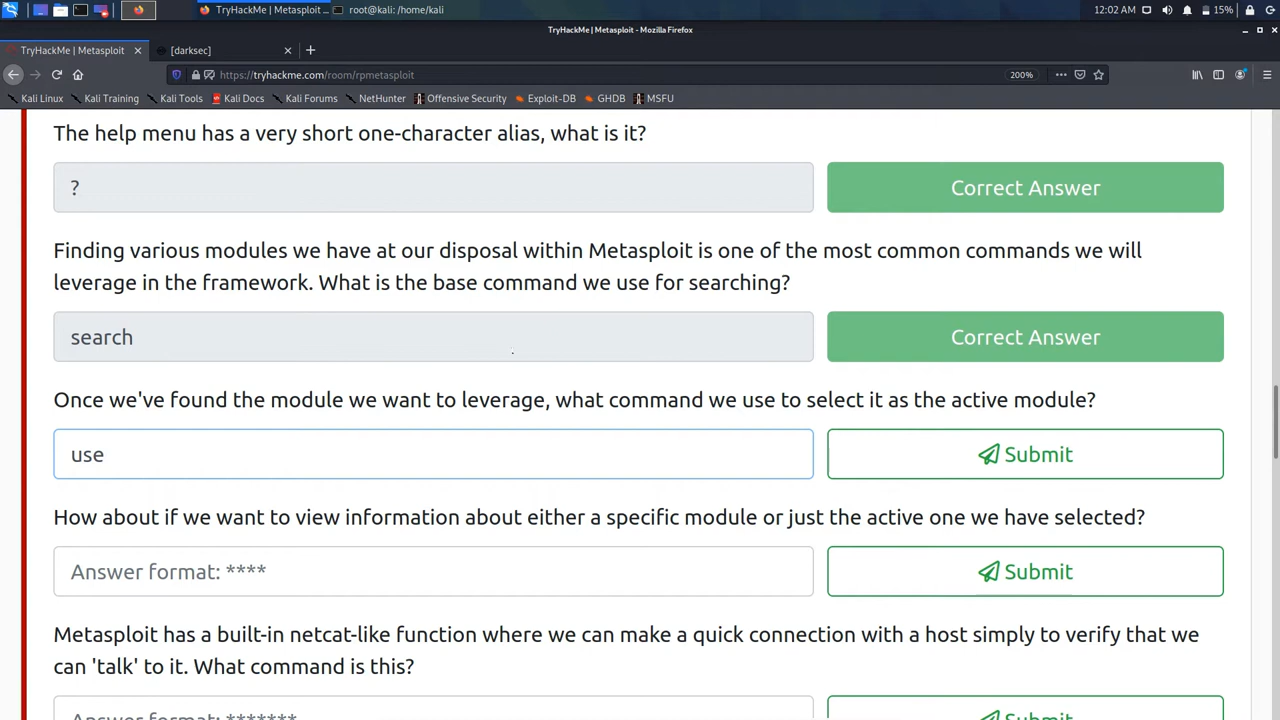 TryHackMe | Metasploit ...
root@kali: /home/kali
12:02 AM
15%
TryHackMe | Metasploit - Mozilla Firefox
TryHackMe | Metasploit
[darksec]
https://tryhackme.com/room/rpmetasploit
200%
Kali Linux
Kali Training
Kali Tools
Kali Docs
Kali Forums
NetHunter
Offensive Security
Exploit-DB
GHDB
MSFU
The help menu has a very short one-character alias, what is it?
?
Correct Answer
Finding various modules we have at our disposal within Metasploit is one of the most common commands we will
leverage in the framework. What is the base command we use for searching?
search
Correct Answer
Once we've found the module we want to leverage, what command we use to select it as the active module?
use
Submit
How about if we want to view information about either a specific module or just the active one we have selected?
Answer format: ****
Submit
Metasploit has a built-in netcat-like function where we can make a quick connection with a host simply to verify that we
can 'talk' to it. What command is this?
Answer format: *******
Submit